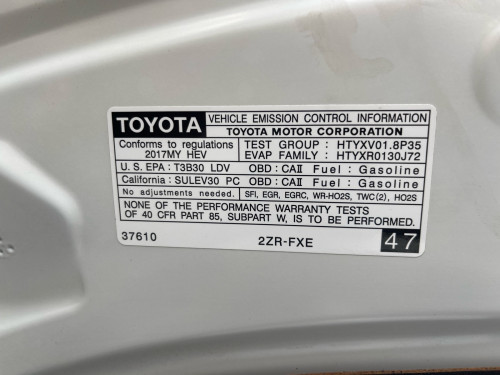 TOYOTA VEHICLE EMISSION CONTROL INFORMATION
TOYOTA MOTOR CORPORATION
Conforms to regulations TEST GROUP : HTYXV01.8P35
2017MY HEV EVAP FAMILY : HTYXR0130J72
U.S. EPA : T3B30 LDV OBD : CAII Fuel : Gasoline
California : SULEV30 PC OBD : CAII Fuel : Gasoline
No adjustments needed. SFI, EGR, EGRC, WR-HO2S, TWC(2), HO2S
NONE OF THE PERFORMANCE WARRANTY TESTS
OF 40 CFR PART 85, SUBPART W, IS TO BE PERFORMED.
37610 2ZR-FXE 47